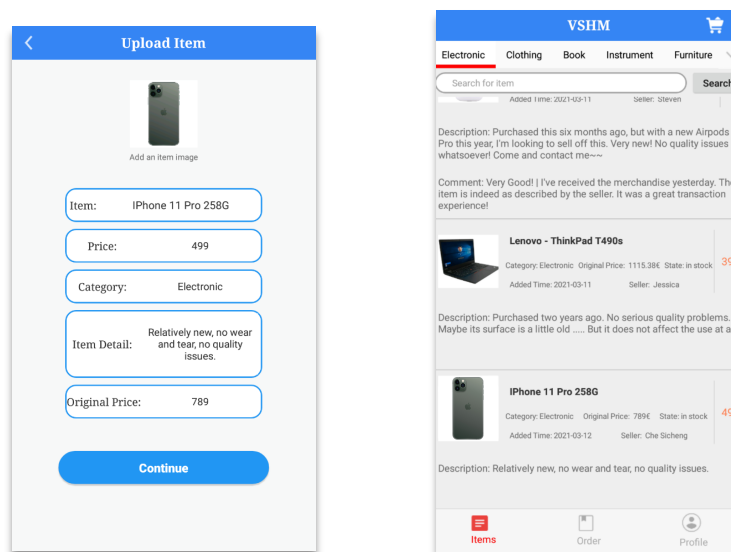 Upload Item
Add an item image
Item: IPhone 11 Pro 258G
Price: 499
Category: Electronic
Item Detail: Relatively new, no wear
and tear, no quality
issues.
Original Price: 789
Continue
VSHM
Electronic Clothing Book Instrument Furniture
Search for item
Added Time: 2021-03-11 Seller: Steven
Description: Purchased this six months ago, but with a new Airpods
Pro this year, I'm looking to sell off this. Very new! No quality issues
whatsoever! Come and contact me~~
Comment: Very Good! | I've received the merchandise yesterday.
item is indeed as described by the seller. It was a great transaction
experience!
Lenovo - ThinkPad T490s
Category: Electronic Original Price: 1115.38€ State: in stock
Added Time: 2021-03-11 Seller: Jessica
Description: Purchased two years ago. No serious quality problems.
Maybe its surface is a little old ..... But it does not affect the use at
IPhone 11 Pro 258G
Category: Electronic Original Price: 789€ State: in stock
Added Time: 2021-03-12 Seller: Che Sicheng
Description: Relatively new, no wear and tear, no quality issues.
Items Order Profile